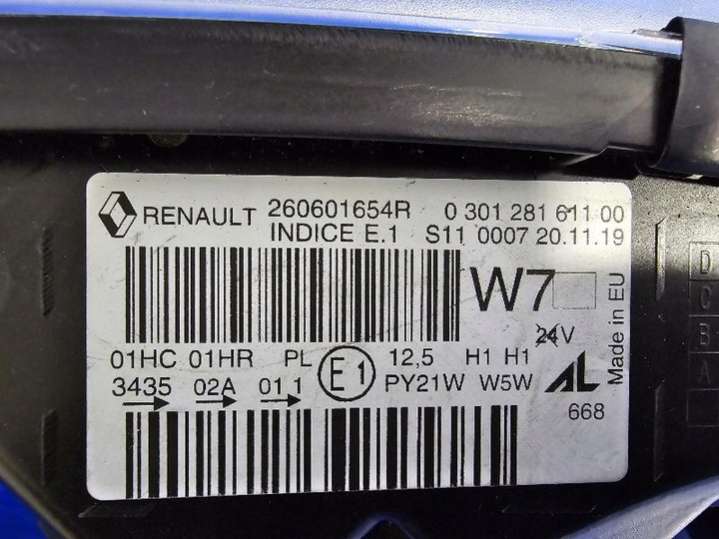 RENAULT 260601654R 0 301 281 611 00
INDICE E.1 S11 0007 20.11.19
W7
24V
Made in EU
01HC 01HR PL E1 12,5 H1 H1
3435 02A 01 1 PY21W W5W AL
668
D
C
B
A